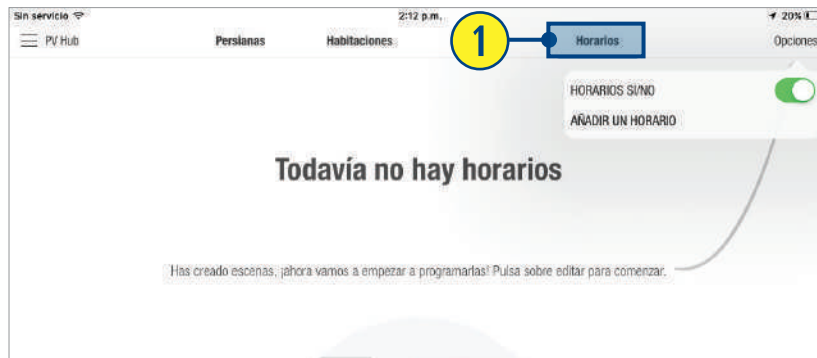 Sin servicio 2:12 p.m. 20%
PV Hub Persianas Habitaciones 1 Horarios Opciones
HORARIOS SI/NO
AÑADIR UN HORARIO
Todavía no hay horarios
Has creado escenas, ¡ahora vamos a empezar a programarlas! Pulsa sobre editar para comenzar.